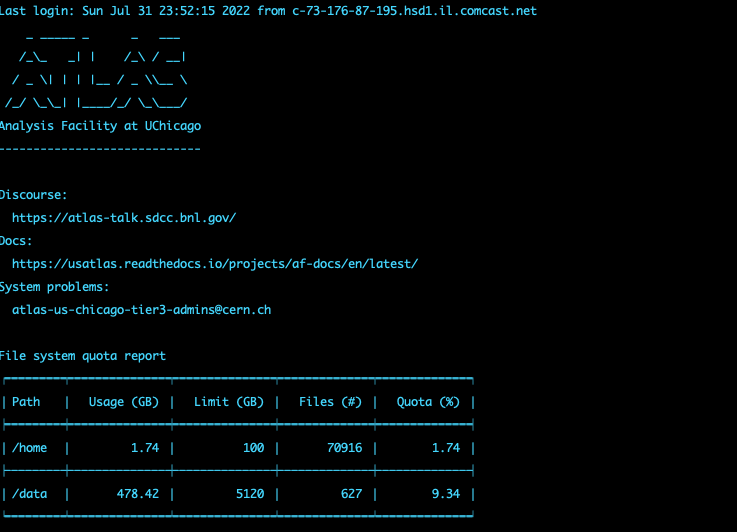 Last login: Sun Jul 31 23:52:15 2022 from c-73-176-87-195.hsd1.il.comcast.net
ATLAS
Analysis Facility at UChicago
-----------------------------
Discourse:
https://atlas-talk.sdcc.bnl.gov/
Docs:
https://usatlas.readthedocs.io/projects/af-docs/en/latest/
System problems:
atlas-us-chicago-tier3-admins@cern.ch
File system quota report
| Path | Usage (GB) | Limit (GB) | Files (#) | Quota (%) |
| /home | 1.74 | 100 | 70916 | 1.74 |
| /data | 478.42 | 5120 | 627 | 9.34 |